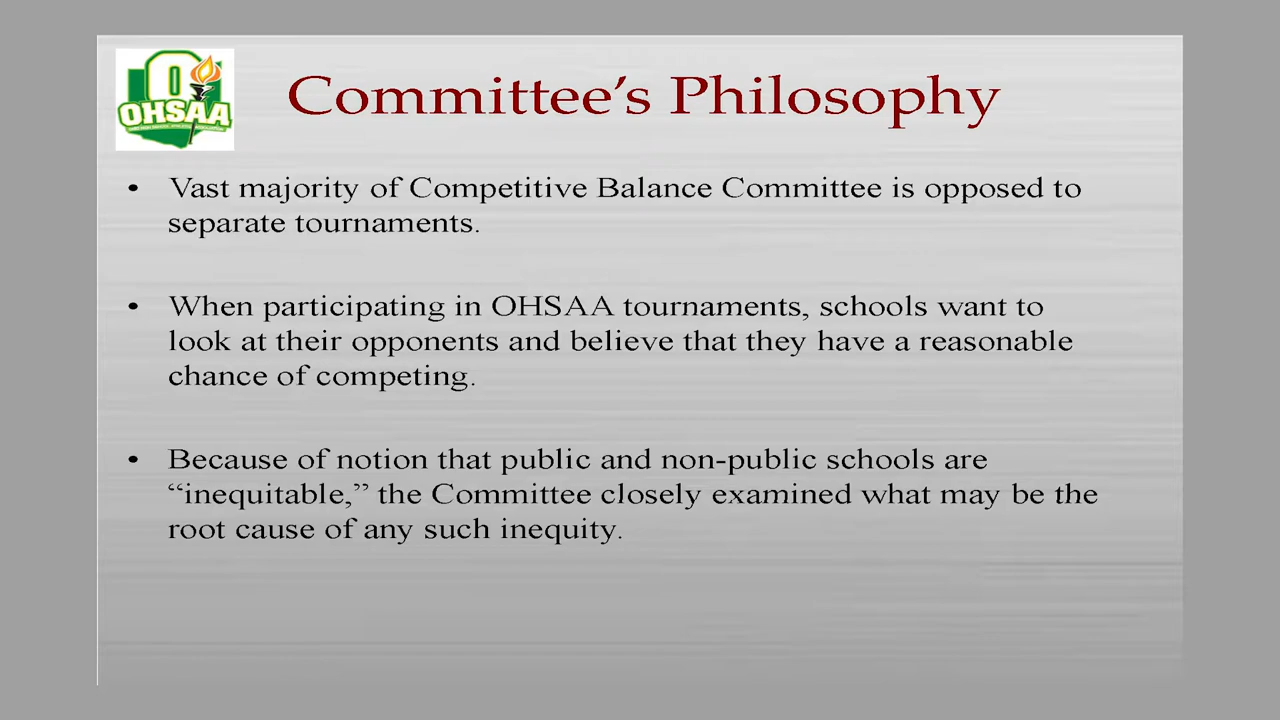 OHSAA
Committee's Philosophy
• Vast majority of Competitive Balance Committee is opposed to
separate tournaments.
• When participating in OHSAA tournaments, schools want to
look at their opponents and believe that they have a reasonable
chance of competing.
• Because of notion that public and non-public schools are
“inequitable,” the Committee closely examined what may be the
root cause of any such inequity.